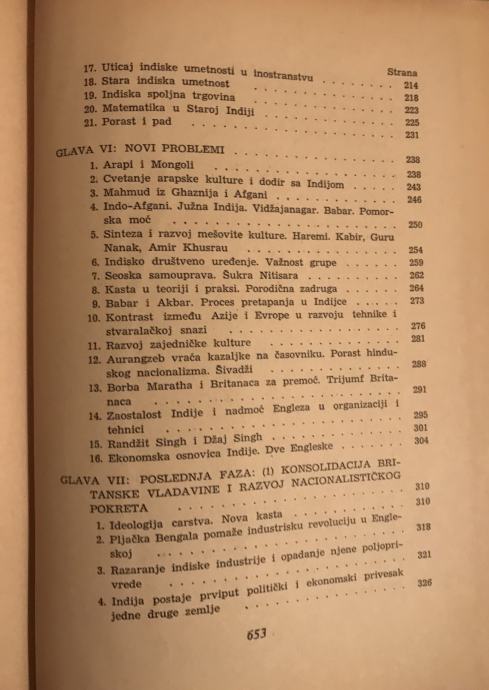 Strana
17. Uticaj indiske umetnosti u inostranstvu . . . . . . . 214
18. Stara indiska umetnost . . . . . . . . . . . . 218
19. Indiska spoljna trgovina . . . . . . . . . . . . 223
20. Matematika u Staroj Indiji . . . . . . . . . . . . 225
21. Porast i pad . . . . . . . . . . . . . . . 231
GLAVA VI: NOVI PROBLEMI . . . . . . . . . . . . 238
1. Arapi i Mongoli . . . . . . . . . . . . . . 238
2. Cvetanje arapske kulture i dodir sa Indijom . . . . . . 243
3. Mahmud iz Ghaznija i Afgani . . . . . . . . . . 246
4. Indo-Afgani. Južna Indija. Vidžajanagar. Babar. Pomor-
ska moć . . . . . . . . . . . . . . . . 250
5. Sinteza i razvoj mešovite kulture. Haremi. Kabir, Guru
Nanak, Amir Khusrau . . . . . . . . . . . . 254
6. Indisko društveno uređenje. Važnost grupe . . . . . . 259
7. Seoska samouprava. Šukra Nitisara . . . . . . . . 262
8. Kasta u teoriji i praksi. Porodična zadruga . . . . . . 264
9. Babar i Akbar. Proces pretapanja u Indijce . . . . . 273
10. Kontrast između Azije i Evrope u razvoju tehnike i
stvaralačkoj snazi . . . . . . . . . . . . . 276
11. Razvoj zajedničke kulture . . . . . . . . . . . 281
12. Aurangzeb vraća kazaljke na časovniku. Porast hindu-
skog nacionalizma. Šivadži . . . . . . . . . . . 288
13. Borba Maratha i Britanaca za premoć. Trijumf Brita-
naca . . . . . . . . . . . . . . . . . 291
14. Zaostalost Indije i nadmoć Engleza u organizaciji i
tehnici . . . . . . . . . . . . . . . . 295
15. Randžit Singh i Džaj Singh . . . . . . . . . . . 301
16. Ekonomska osnovica Indije. Dve Engleske . . . . . . 304
GLAVA VII: POSLEDNJA FAZA: (1) KONSOLIDACIJA BRI-
TANSKE VLADAVINE I RAZVOJ NACIONALISTIČKOG
POKRETA . . . . . . . . . . . . . . . . 310
1. Ideologija carstva. Nova kasta . . . . . . . . . . 310
2. Pljačka Bengala pomaže industrisku revoluciju u Engle-
skoj . . . . . . . . . . . . . . . . . 318
3. Razaranje indiske industrije i opadanje njene poljopri-
vrede . . . . . . . . . . . . . . . . . 321
4. Indija postaje prviput politički i ekonomski privesak
jedne druge zemlje . . . . . . . . . . . . . 326
653